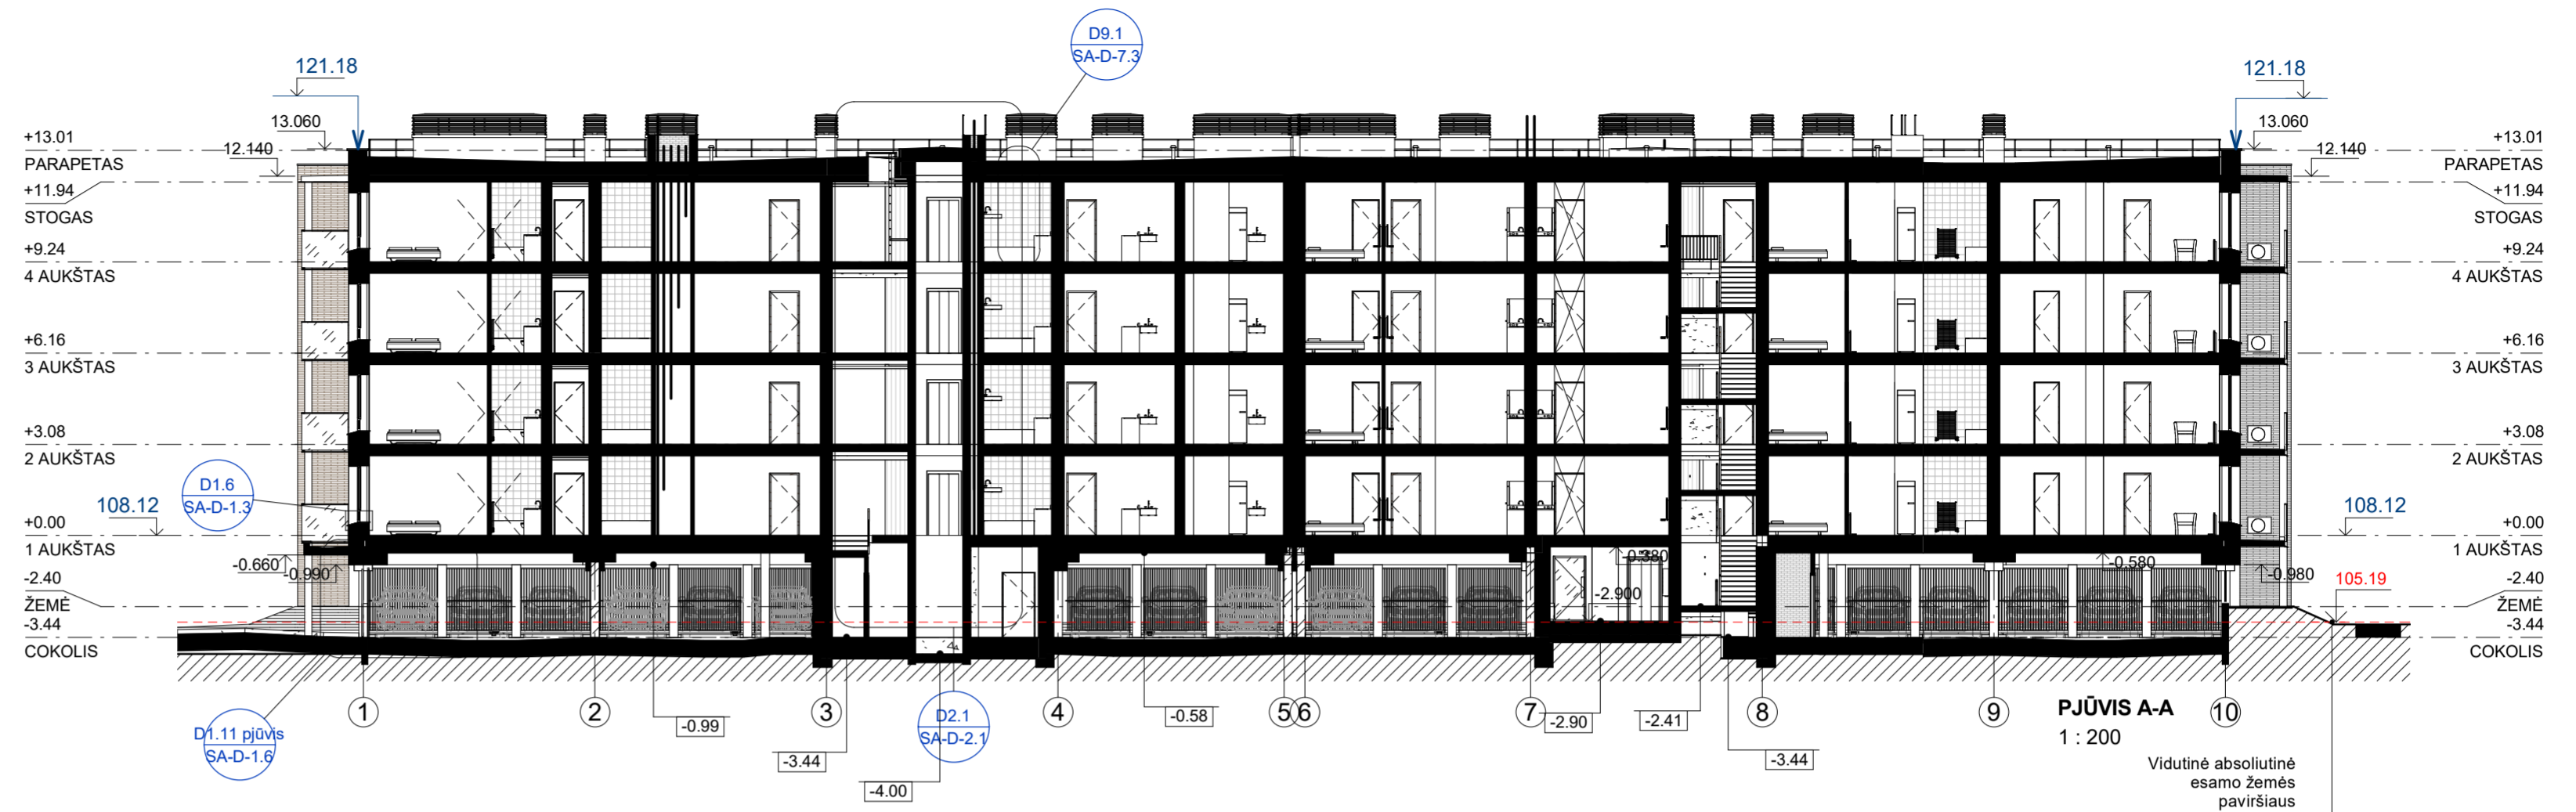 D9.1
SA-D-7.3
121.18
121.18
13.060
13.060
+13.01
PARAPETAS
12.140
+11.94
STOGAS
+9.24
4 AUKŠTAS
+6.16
3 AUKŠTAS
+3.08
2 AUKŠTAS
D1.6
SA-D-1.3
108.12
+0.00
1 AUKŠTAS
-0.660
-0.990
-2.40
ŽEMĖ
-3.44
COKOLIS
+13.01
PARAPETAS
12.140
+11.94
STOGAS
+9.24
4 AUKŠTAS
+6.16
3 AUKŠTAS
+3.08
2 AUKŠTAS
108.12
+0.00
1 AUKŠTAS
-0.380
-0.580
-0.980
-2.900
105.19
-2.40
ŽEMĖ
-3.44
COKOLIS
1
2
3
4
5
6
7
8
9
10
D1.11 pjūvis
SA-D-1.6
-0.99
-3.44
-4.00
D2.1
SA-D-2.1
-0.58
-2.90
-2.41
-3.44
PJŪVIS A-A
1 : 200
Vidutinė absoliutinė
esamo žemės
paviršiaus